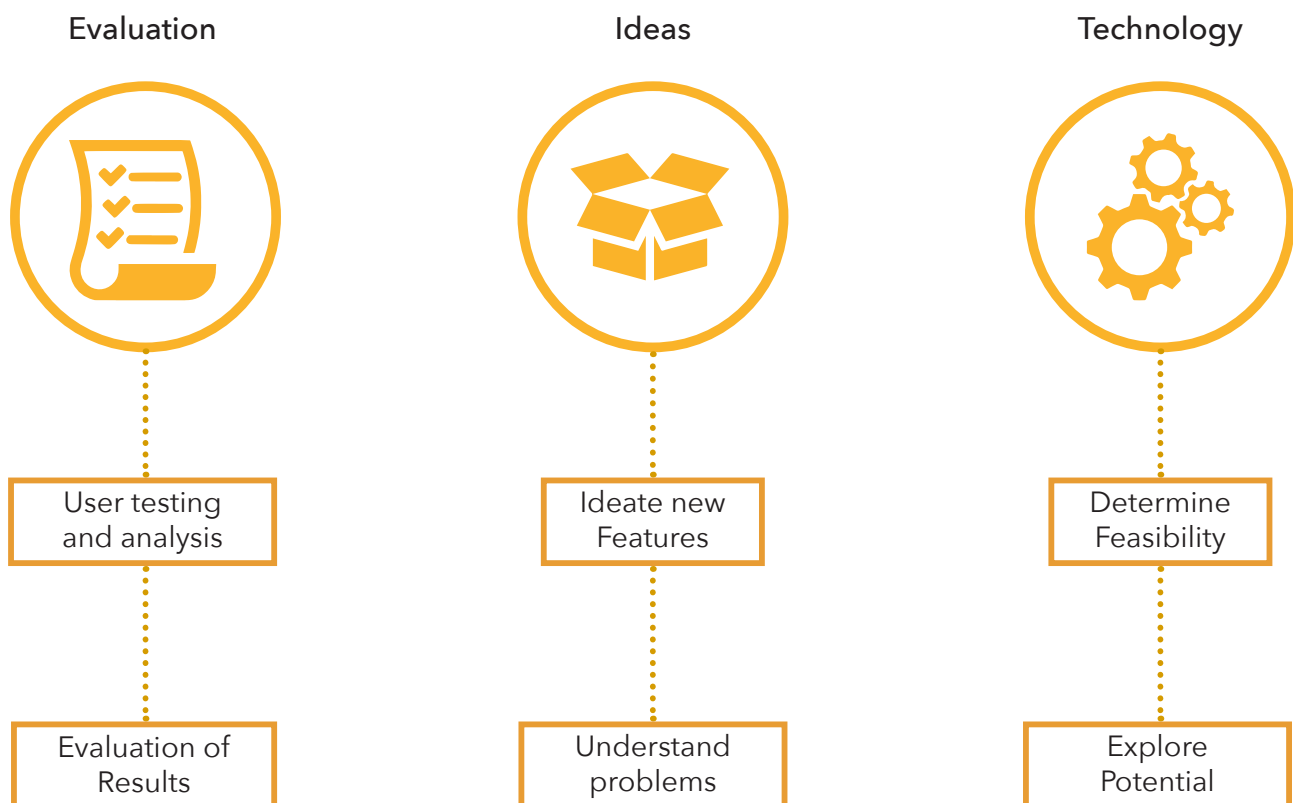 Evaluation
Ideas
Technology
User testing
and analysis
Ideate new
Features
Determine
Feasibility
Evaluation of
Results
Understand
problems
Explore
Potential